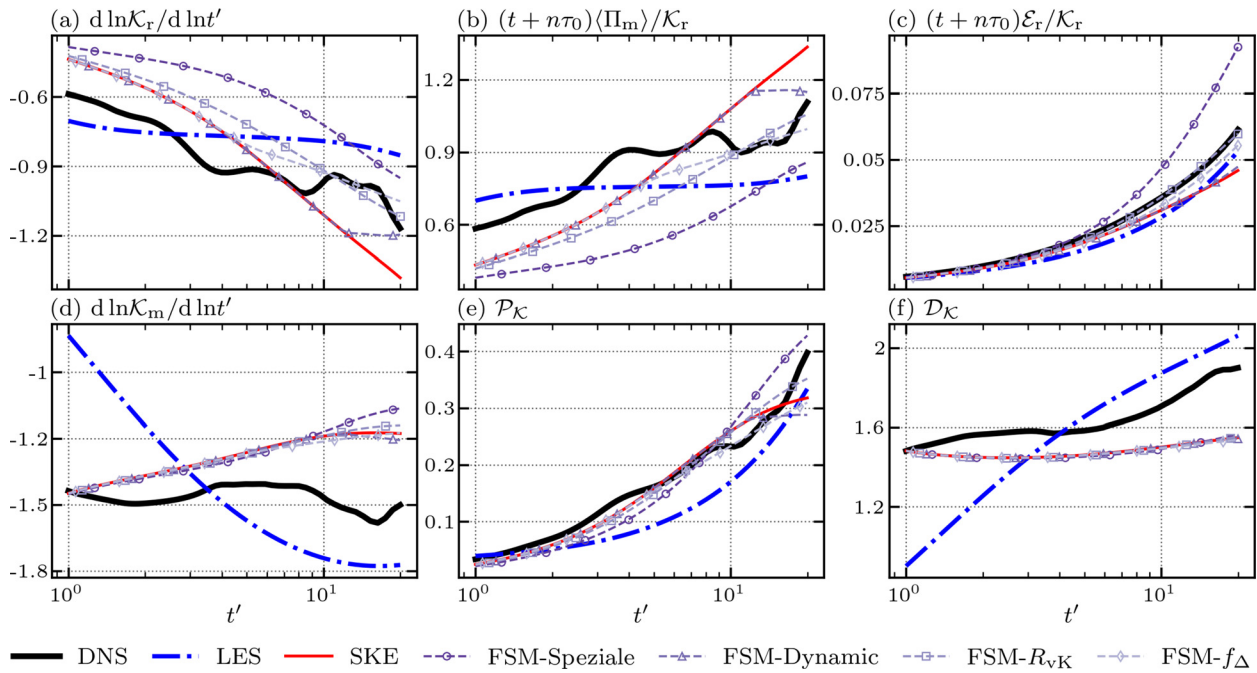 (a) d ln𝒦r/d lnt′
(b) (t + nτ0)⟨Πm⟩/𝒦r
(c) (t + nτ0)ℰr/𝒦r
-0.6
-0.9
-1.2
1.2
0.9
0.6
0.075
0.05
0.025
(d) d ln𝒦m/d lnt′
(e) 𝒫𝒦
(f) 𝒟𝒦
-1
-1.2
-1.5
-1.8
0.4
0.3
0.2
0.1
2
1.6
1.2
10^0 10^1
10^0 10^1
10^0 10^1
t′
t′
t′
DNS LES SKE FSM-Speziale FSM-Dynamic FSM-RvK FSM-fΔ